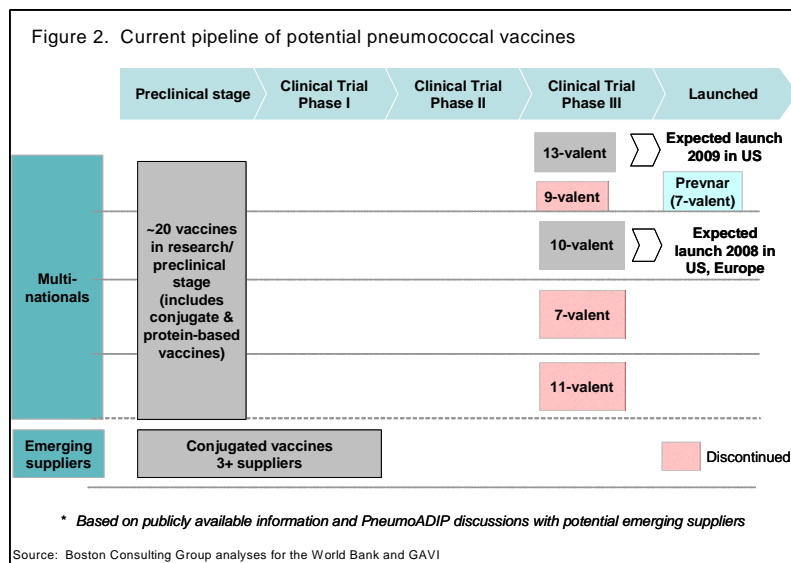 Figure 2. Current pipeline of potential pneumococcal vaccines
Preclinical stage
Clinical Trial
Phase I
Clinical Trial
Phase II
Clinical Trial
Phase III
Launched
Multi-
nationals
~20 vaccines
in research/
preclinical
stage
(includes
conjugate &
protein-based
vaccines)
13-valent
Expected launch
2009 in US
9-valent
Prevnar
(7-valent)
10-valent
Expected
launch 2008 in
US, Europe
7-valent
11-valent
Emerging
suppliers
Conjugated vaccines
3+ suppliers
Discontinued
* Based on publicly available information and PneumoADIP discussions with potential emerging suppliers
Source: Boston Consulting Group analyses for the World Bank and GAVI